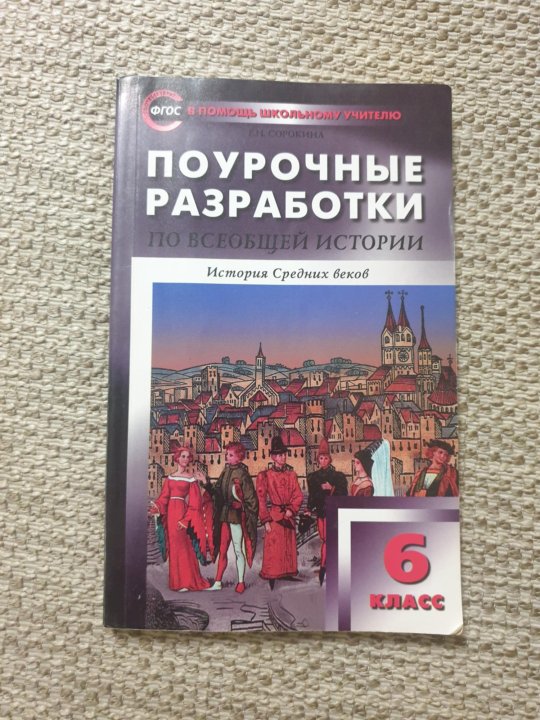 ФГОС
В ПОМОЩЬ ШКОЛЬНОМУ УЧИТЕЛЮ
Е.Н. СОРОКИНА
ПОУРОЧНЫЕ
РАЗРАБОТКИ
ПО ВСЕОБЩЕЙ ИСТОРИИ
История Средних веков
6
КЛАСС